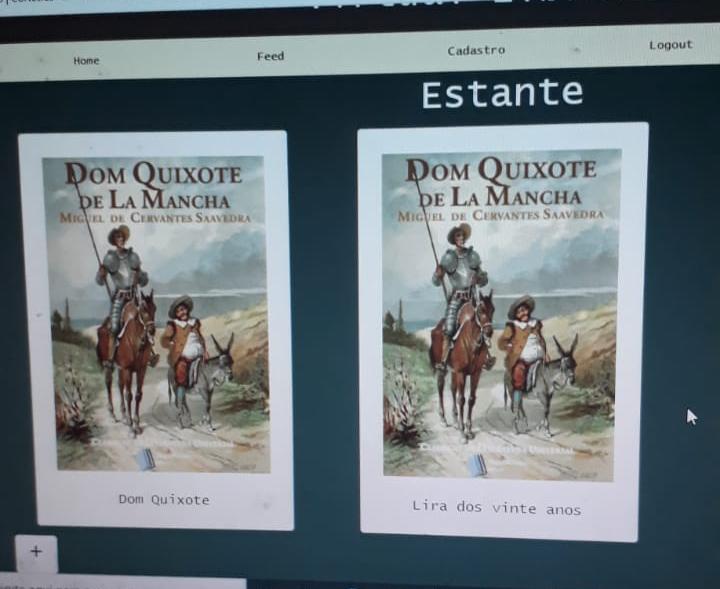 Home
Feed
Cadastro
Logout
Estante
DOM QUIXOTE
DE LA MANCHA
MIGUEL DE CERVANTES SAAVEDRA
Dom Quixote
DOM QUIXOTE
DE LA MANCHA
MIGUEL DE CERVANTES SAAVEDRA
Lira dos vinte anos
+